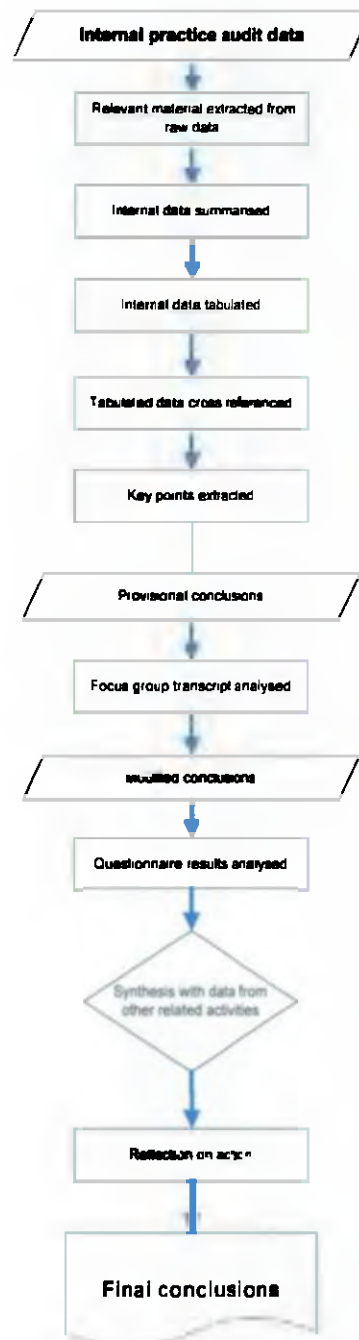 Internal practice audit data
Relevant material extracted from
raw data
Internal data summarised
Internal data tabulated
Tabulated data cross referenced
Key points extracted
Provisional conclusions
Focus group transcript analysed
Modified conclusions
Questionnaire results analysed
Synthesis with data from
other related activities
Reflection on action
Final conclusions